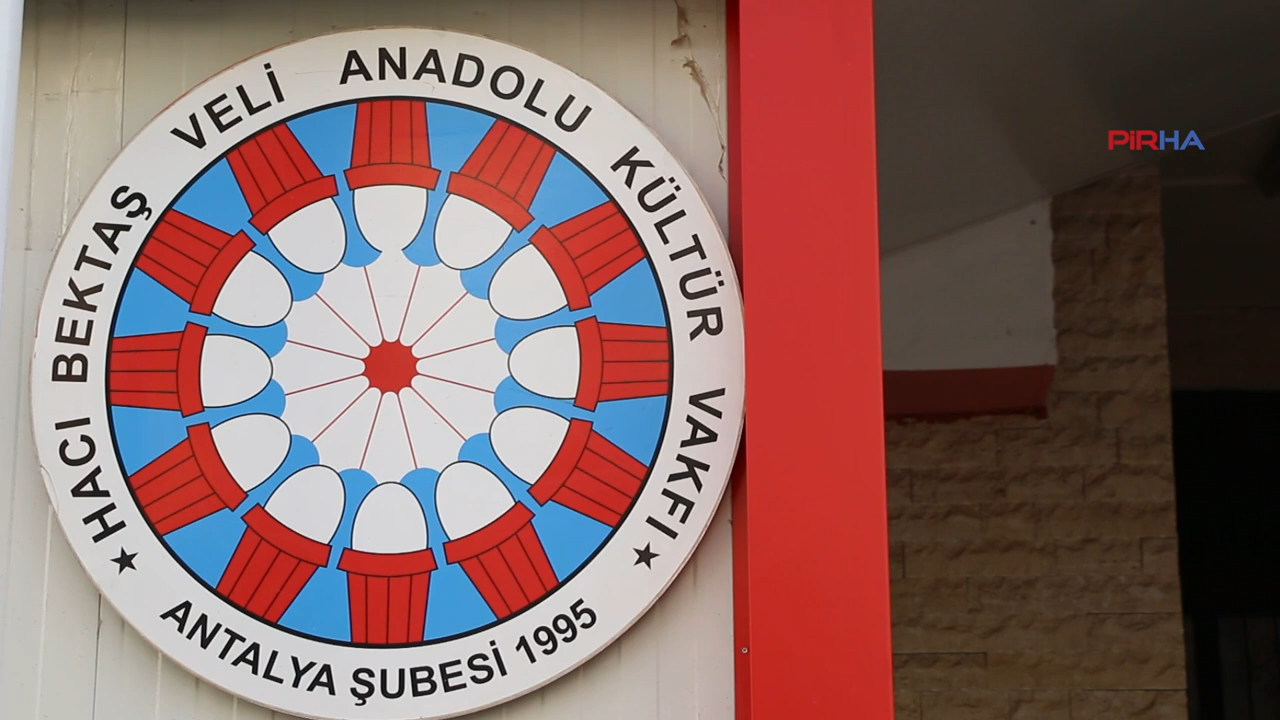 HACI BEKTAŞ VELİ ANADOLU KÜLTÜR VAKFI
ANTALYA ŞUBESİ 1995
PİRHA